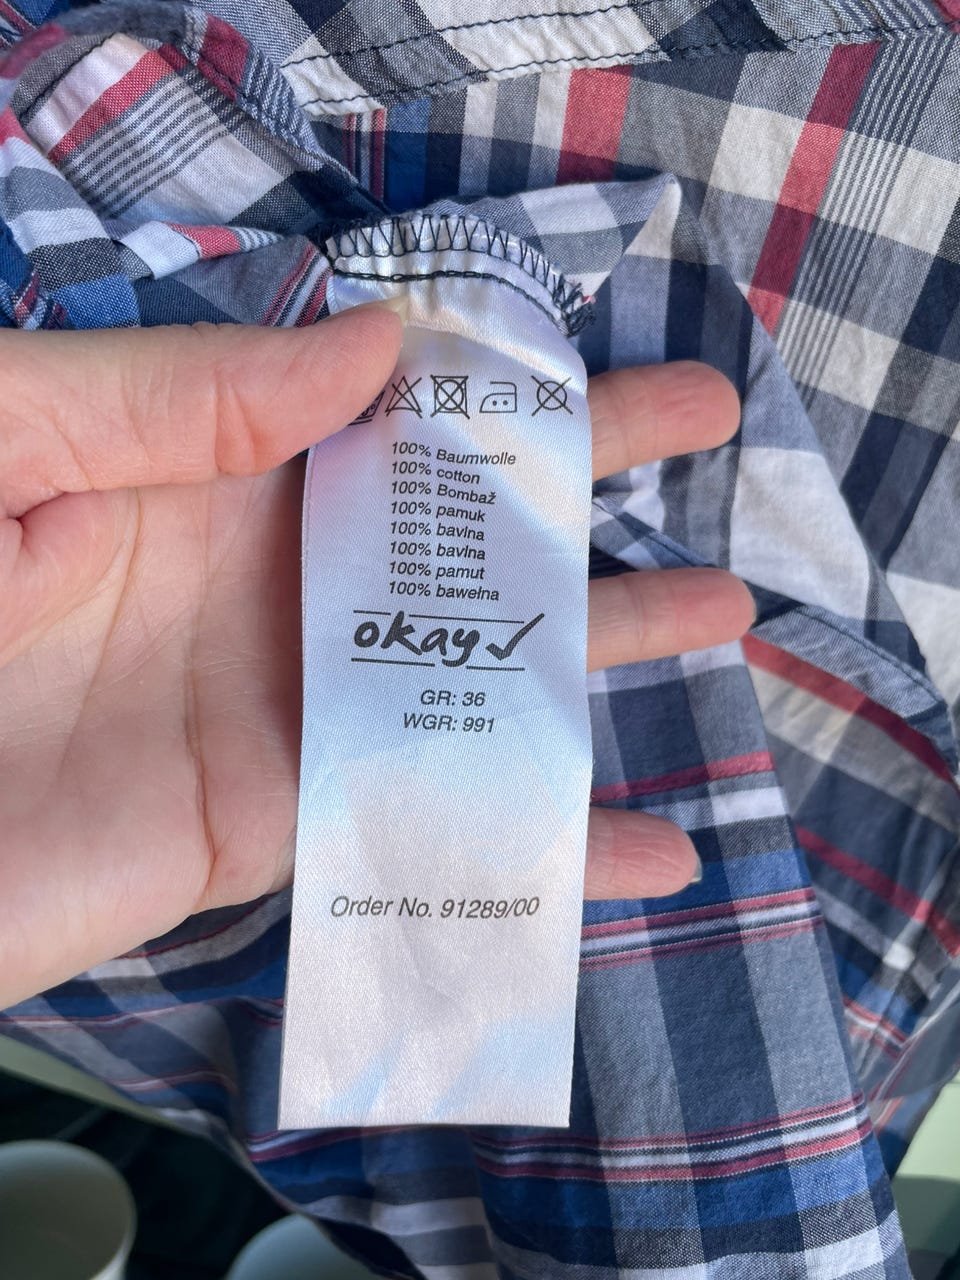 100% Baumwolle
100% cotton
100% Bombaž
100% pamuk
100% bavlna
100% bavlna
100% pamut
100% bawełna
okay
GR: 36
WGR: 991
Order No. 91289/00